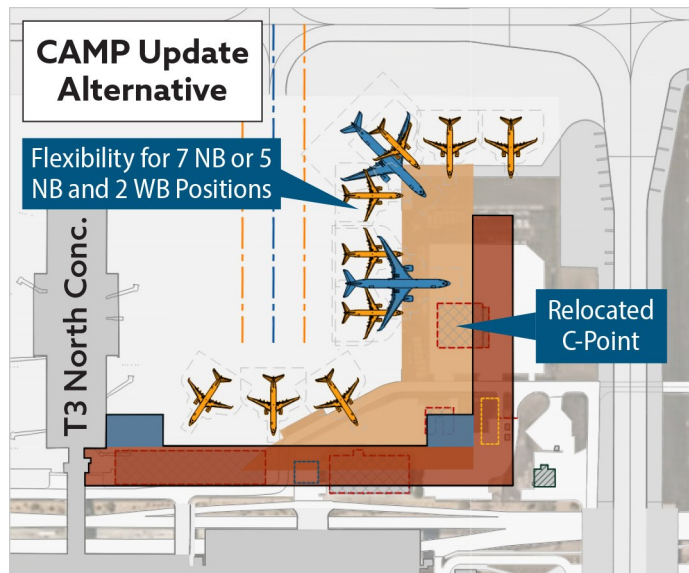 CAMP Update
Alternative
Flexibility for 7 NB or 5
NB and 2 WB Positions
T3 North Conc.
Relocated
C-Point